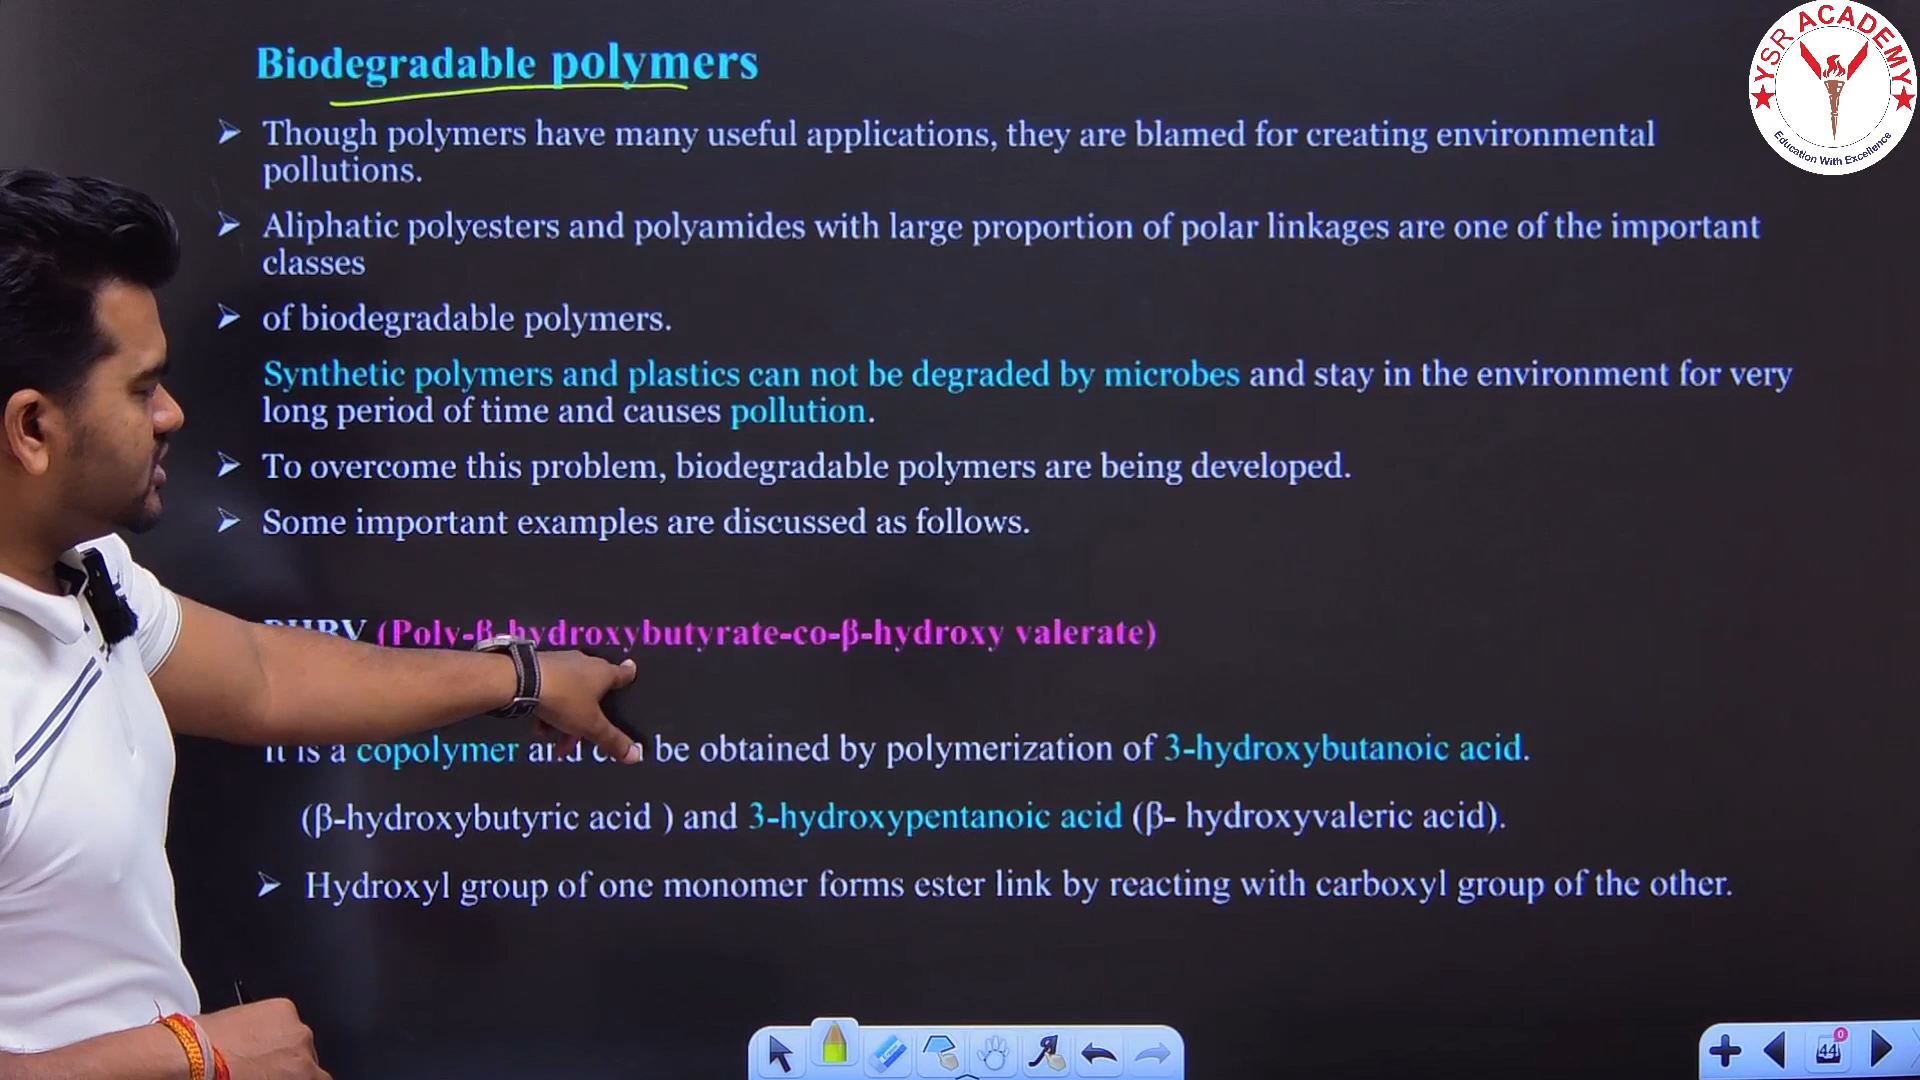 Biodegradable polymers
Though polymers have many useful applications, they are blamed for creating environmental
pollutions.
Aliphatic polyesters and polyamides with large proportion of polar linkages are one of the important
classes
of biodegradable polymers.
Synthetic polymers and plastics can not be degraded by microbes and stay in the environment for very
long period of time and causes pollution.
To overcome this problem, biodegradable polymers are being developed.
Some important examples are discussed as follows.
PHBV (Poly-β-hydroxybutyrate-co-β-hydroxy valerate)
It is a copolymer and can be obtained by polymerization of 3-hydroxybutanoic acid.
(β-hydroxybutyric acid ) and 3-hydroxypentanoic acid (β- hydroxyvaleric acid).
Hydroxyl group of one monomer forms ester link by reacting with carboxyl group of the other.
YSR ACADEMY
Education With Excellence
44
0